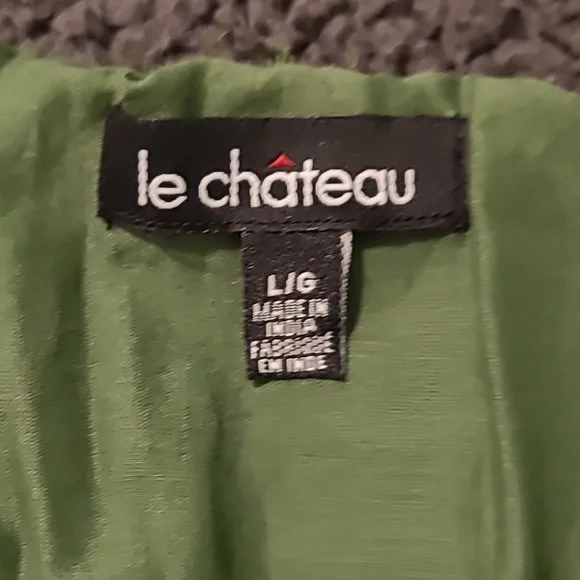 le château
L/G
MADE IN
INDIA
FABRIQUÉ
EN INDE